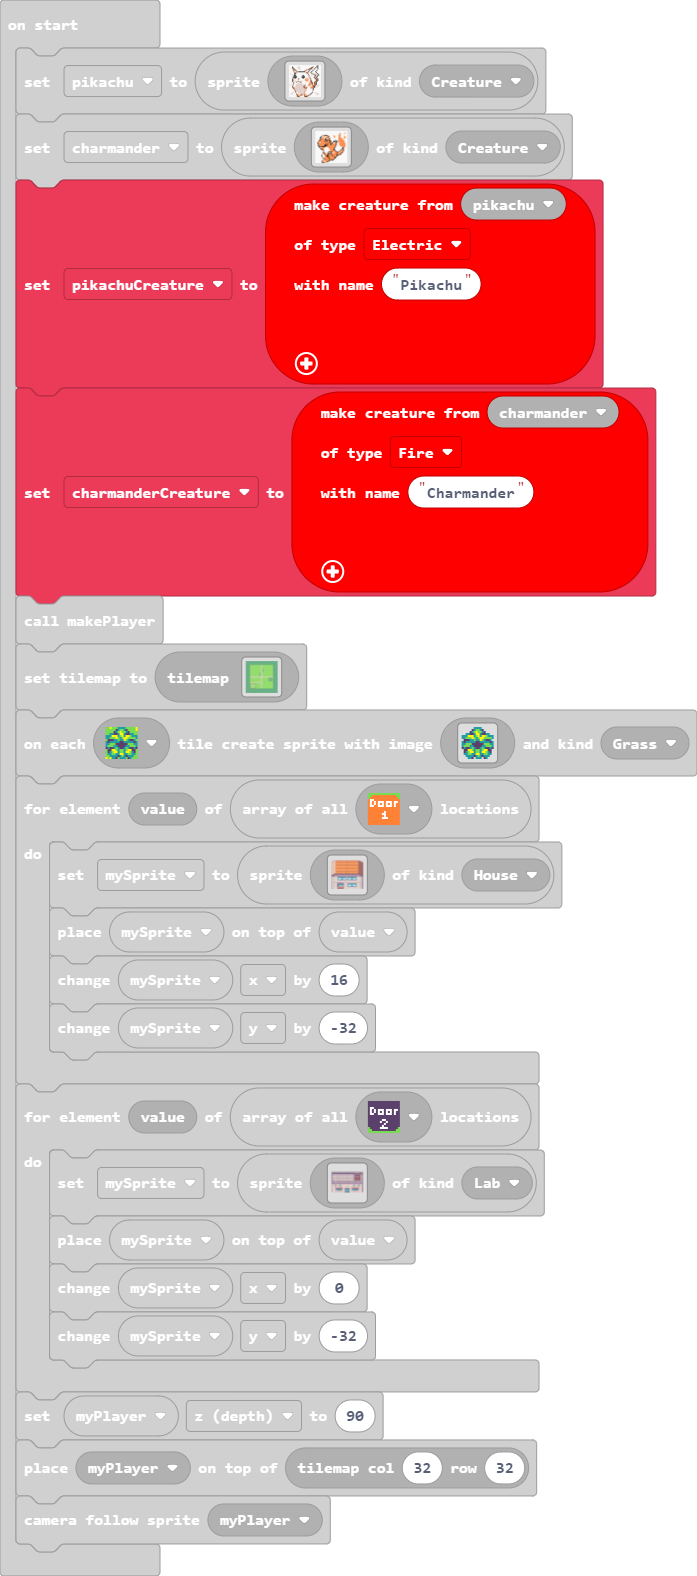 on start
set pikachu to sprite of kind Creature
set charmander to sprite of kind Creature
make creature from pikachu
of type Electric
set pikachuCreature to with name "Pikachu"
make creature from charmander
of type Fire
set charmanderCreature to with name "Charmander"
call makePlayer
set tilemap to tilemap
on each tile create sprite with image and kind Grass
for element value of array of all Door 1 locations
do
set mySprite to sprite of kind House
place mySprite on top of value
change mySprite x by 16
change mySprite y by -32
for element value of array of all Door 2 locations
do
set mySprite to sprite of kind Lab
place mySprite on top of value
change mySprite x by 0
change mySprite y by -32
set myPlayer z (depth) to 90
place myPlayer on top of tilemap col 32 row 32
camera follow sprite myPlayer